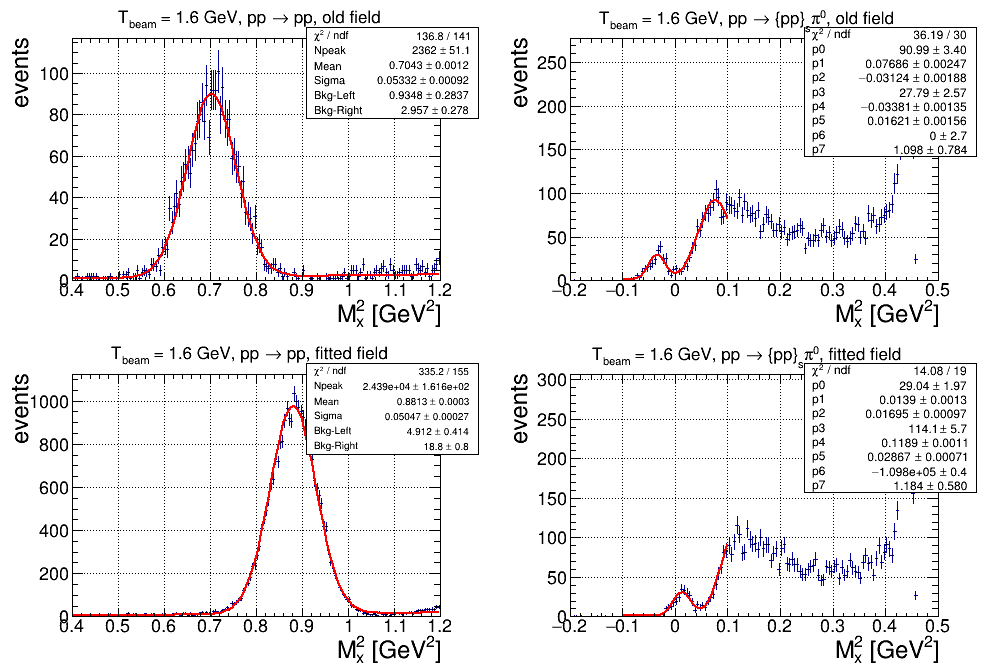 T_beam = 1.6 GeV, pp → pp, old field
χ² / ndf 136.8 / 141
Npeak 2362 ± 51.1
Mean 0.7043 ± 0.0012
Sigma 0.05332 ± 0.00092
Bkg-Left 0.9348 ± 0.2837
Bkg-Right 2.957 ± 0.278
events
100
80
60
40
20
0
0.4 0.5 0.6 0.7 0.8 0.9 1 1.1 1.2
M²ₓ [GeV²]
T_beam = 1.6 GeV, pp → {pp}_s π⁰, old field
χ² / ndf 36.19 / 30
p0 90.99 ± 3.40
p1 0.07686 ± 0.00247
p2 −0.03124 ± 0.00188
p3 27.79 ± 2.57
p4 −0.03381 ± 0.00135
p5 0.01621 ± 0.00156
p6 0 ± 2.7
p7 1.098 ± 0.784
events
250
200
150
100
50
0
−0.2 −0.1 0 0.1 0.2 0.3 0.4 0.5
M²ₓ [GeV²]
T_beam = 1.6 GeV, pp → pp, fitted field
χ² / ndf 335.2 / 155
Npeak 2.439e+04 ± 1.616e+02
Mean 0.8813 ± 0.0003
Sigma 0.05047 ± 0.00027
Bkg-Left 4.912 ± 0.414
Bkg-Right 18.8 ± 0.8
events
1000
800
600
400
200
0
0.4 0.5 0.6 0.7 0.8 0.9 1 1.1 1.2
M²ₓ [GeV²]
T_beam = 1.6 GeV, pp → {pp}_s π⁰, fitted field
χ² / ndf 14.08 / 19
p0 29.04 ± 1.97
p1 0.0139 ± 0.0013
p2 0.01695 ± 0.00097
p3 114.1 ± 5.7
p4 0.1189 ± 0.0011
p5 0.02867 ± 0.00071
p6 −1.098e+05 ± 0.4
p7 1.184 ± 0.580
events
300
250
200
150
100
50
0
−0.2 −0.1 0 0.1 0.2 0.3 0.4 0.5
M²ₓ [GeV²]